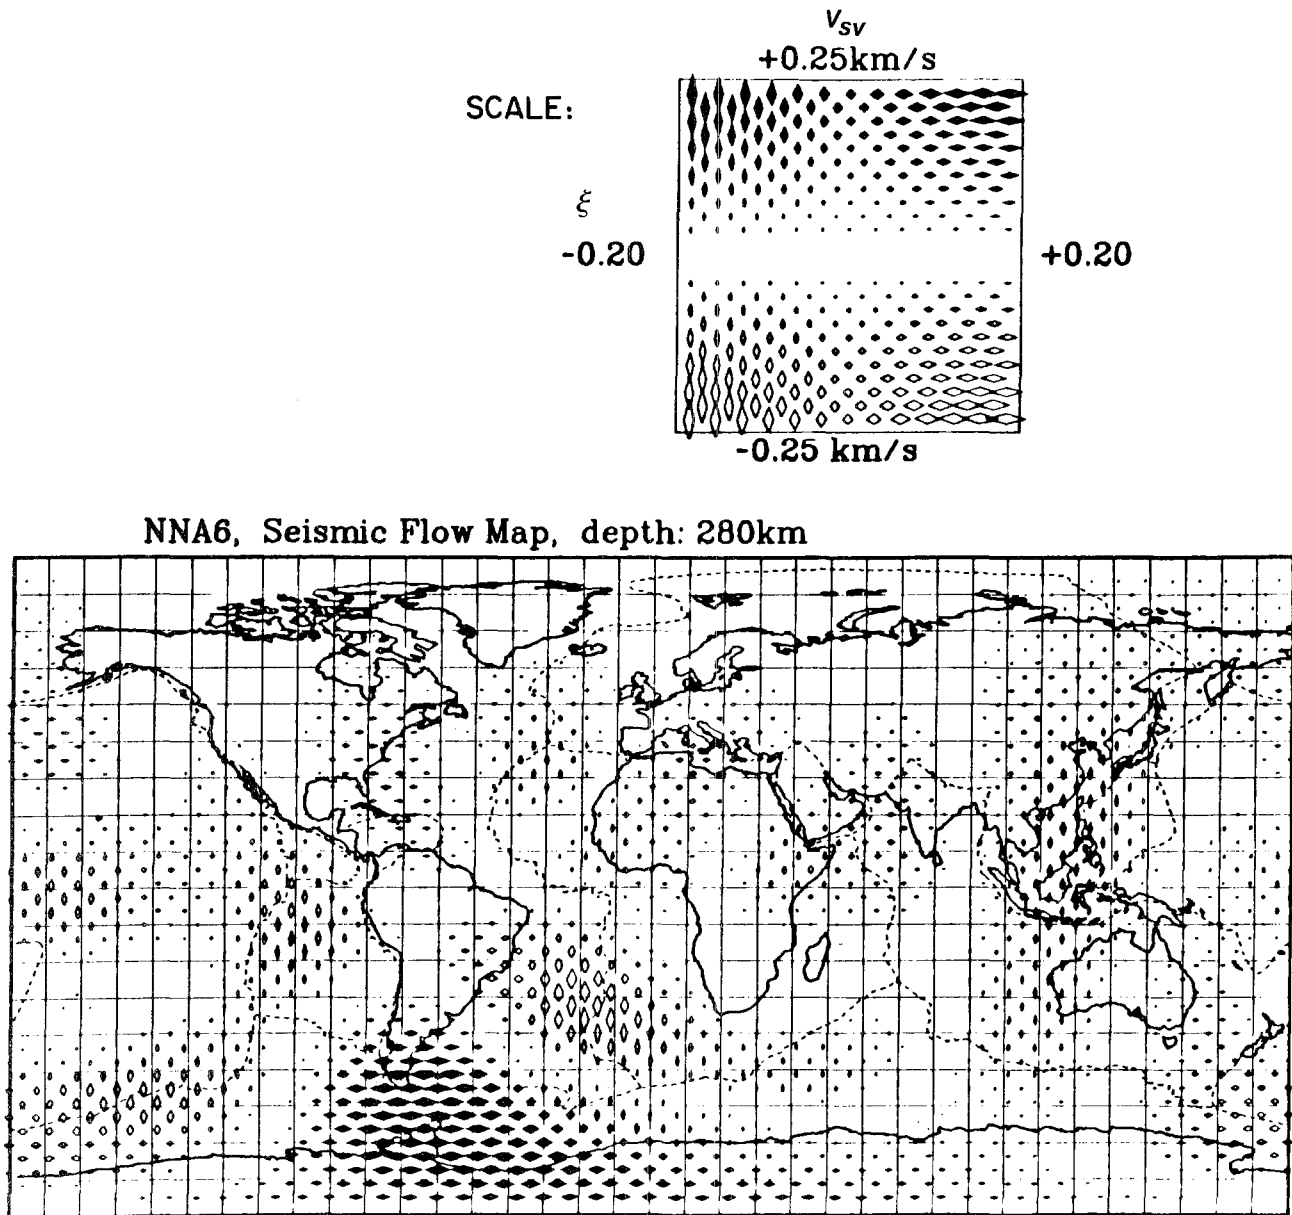 V_SV
+0.25km/s
SCALE:
ξ
-0.20
+0.20
-0.25 km/s
NNA6, Seismic Flow Map, depth: 280km